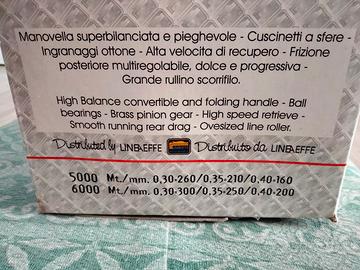 Manovella superbilanciata e pieghevole - Cuscinetti a sfere -
Ingranaggi ottone - Alta velocita di recupero - Frizione
posteriore multiregolabile, dolce e progressiva -
Grande rullino scorrifilo.
High Balance convertible and folding handle - Ball
bearings - Brass pinion gear - High speed retrieve -
Smooth running rear drag - Ovesized line roller.
Distributed by LINEAEFFE Distribuito da LINEAEFFE
5000 Mt./mm. 0,30-260/0,35-210/0,40-160
6000 Mt./mm. 0,30-300/0,35-250/0,40-200